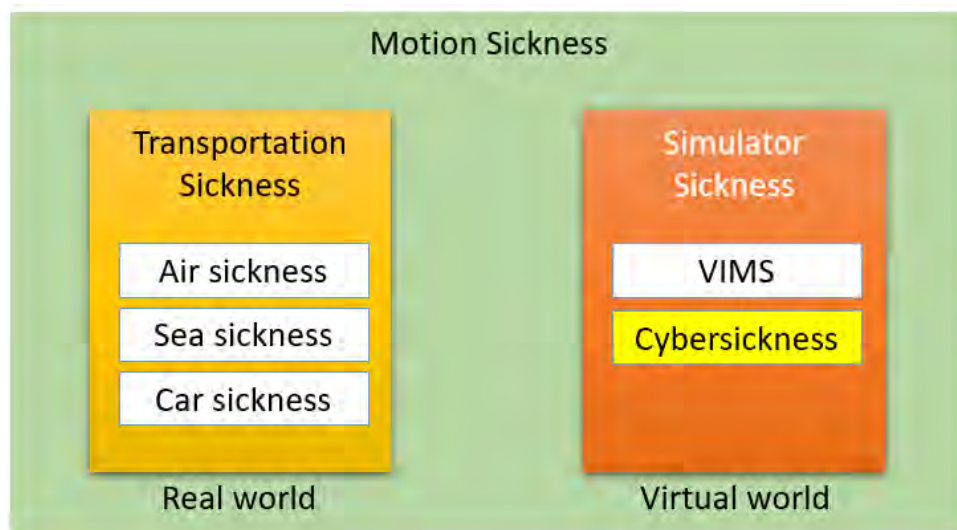 Motion Sickness
Transportation
Sickness
Air sickness
Sea sickness
Car sickness
Real world
Simulator
Sickness
VIMS
Cybersickness
Virtual world